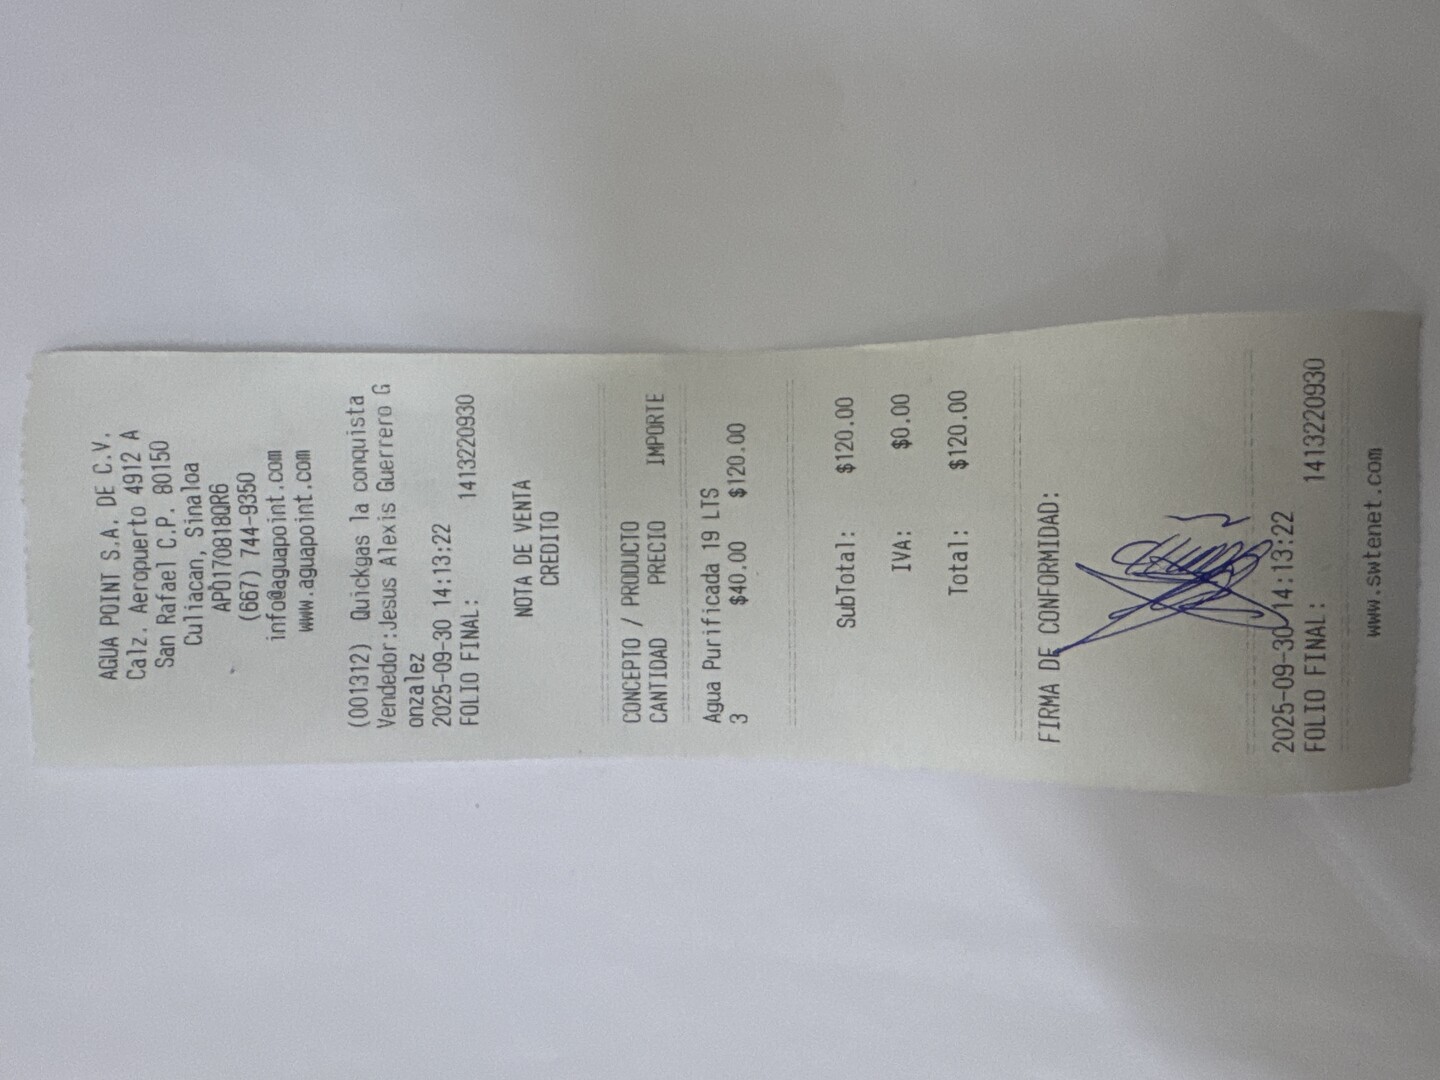 AGUA POINT S.A. DE C.V.
Calz. Aeropuerto 4912 A
San Rafael C.P. 80150
Culiacan, Sinaloa
APO170818QR6
(667) 744-9350
info@aguapoint.com
www.aguapoint.com
(001312) Quickgas la conquista
Vendedor:Jesus Alexis Guerrero G
onzalez
2025-09-30 14:13:22
FOLIO FINAL: 1413220930
NOTA DE VENTA
CREDITO
CONCEPTO / PRODUCTO
CANTIDAD PRECIO IMPORTE
Agua Purificada 19 LTS
3 $40.00 $120.00
SubTotal: $120.00
IVA: $0.00
Total: $120.00
FIRMA DE CONFORMIDAD:
2025-09-30 14:13:22
FOLIO FINAL: 1413220930
www.swtenet.com